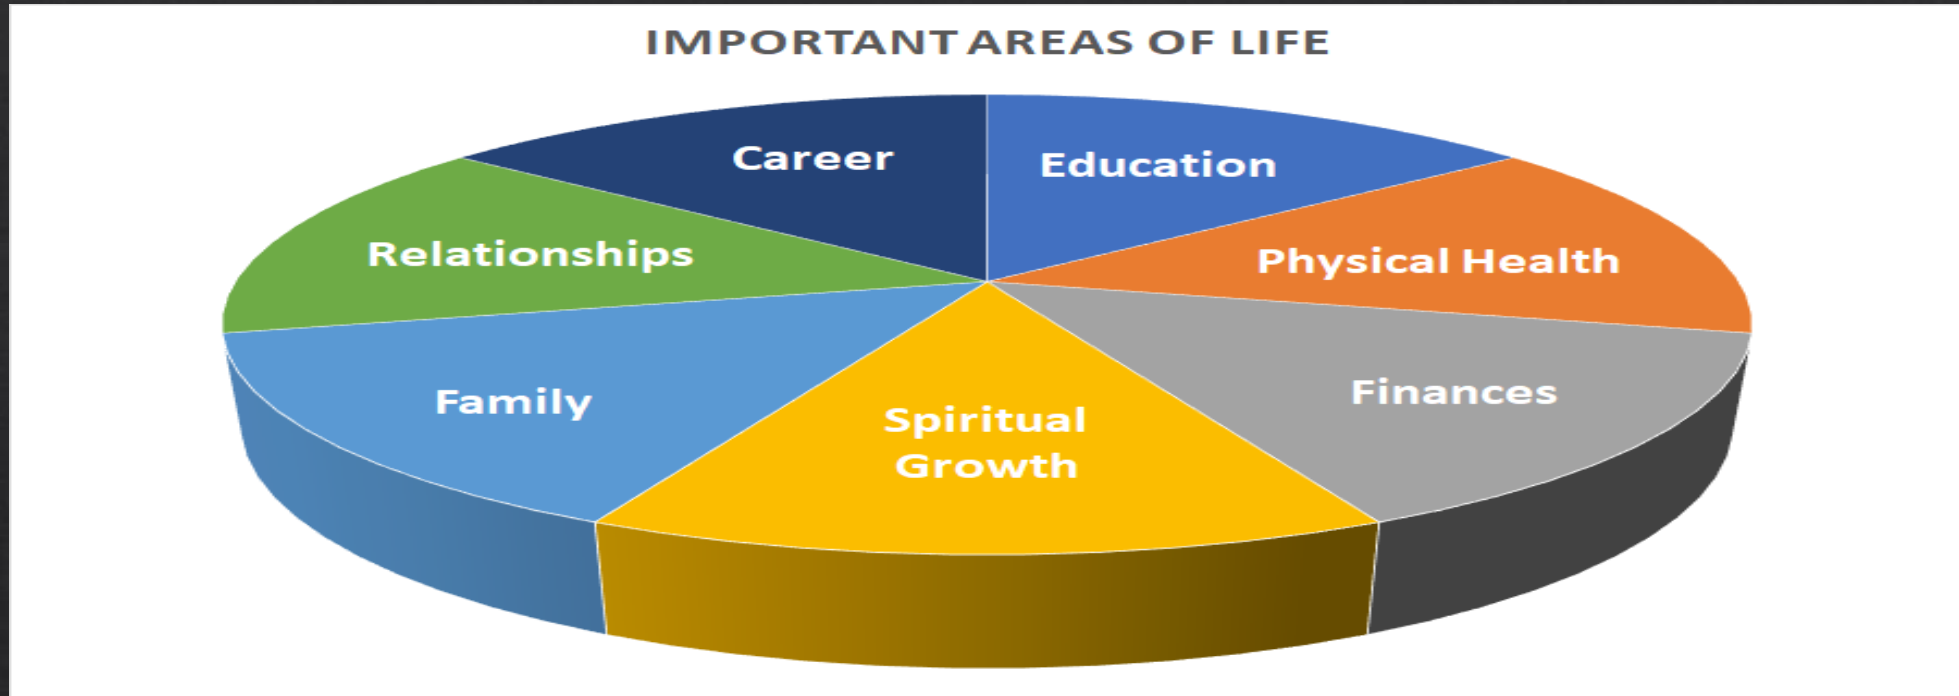 IMPORTANT AREAS OF LIFE
Career
Education
Relationships
Physical Health
Family
Finances
Spiritual
Growth